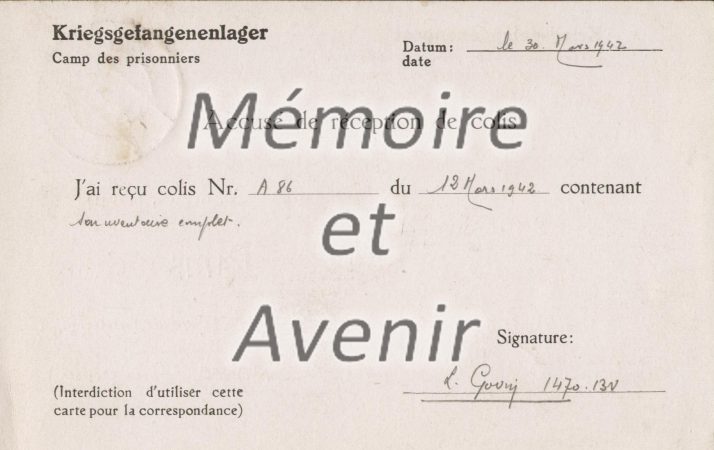 Kriegsgefangenenlager
Camp des prisonniers
Datum: le 30. Mars 1942
date
Mémoire
Accusé de réception de colis
J'ai reçu colis Nr. A 86 du 12 Mars 1942 contenant
son inventaire complet.
et
Avenir
Signature:
1470.
(Interdiction d'utiliser cette
carte pour la correspondance)